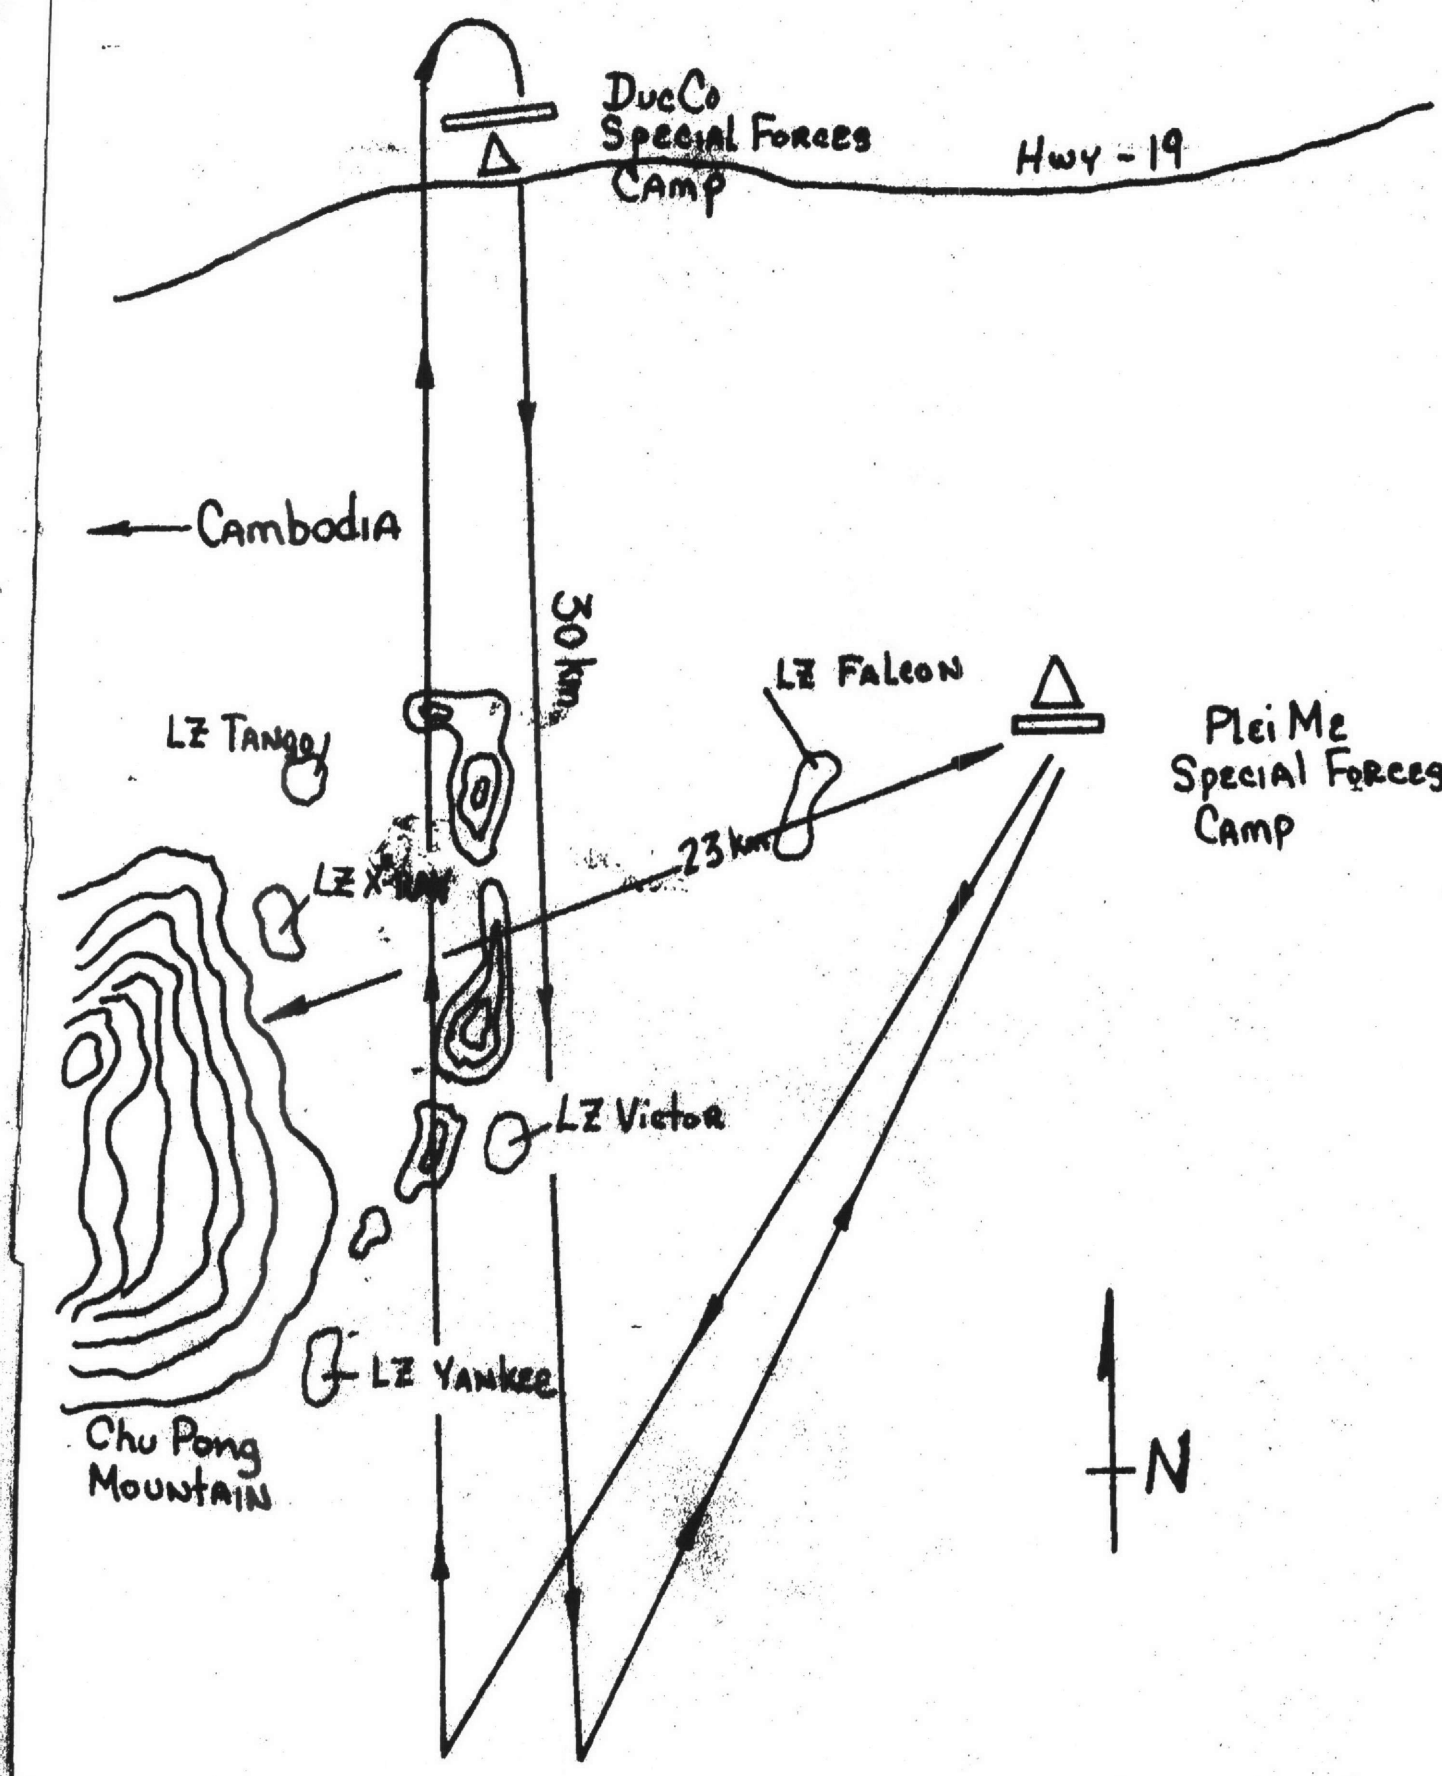 DucCo
Special Forces
Camp
Hwy - 19
Cambodia
30 km
LZ Falcon
LZ Tango
Plei Me
Special Forces
Camp
23 km
LZ X-Ray
LZ Victor
LZ Yankee
Chu Pong
Mountain
N